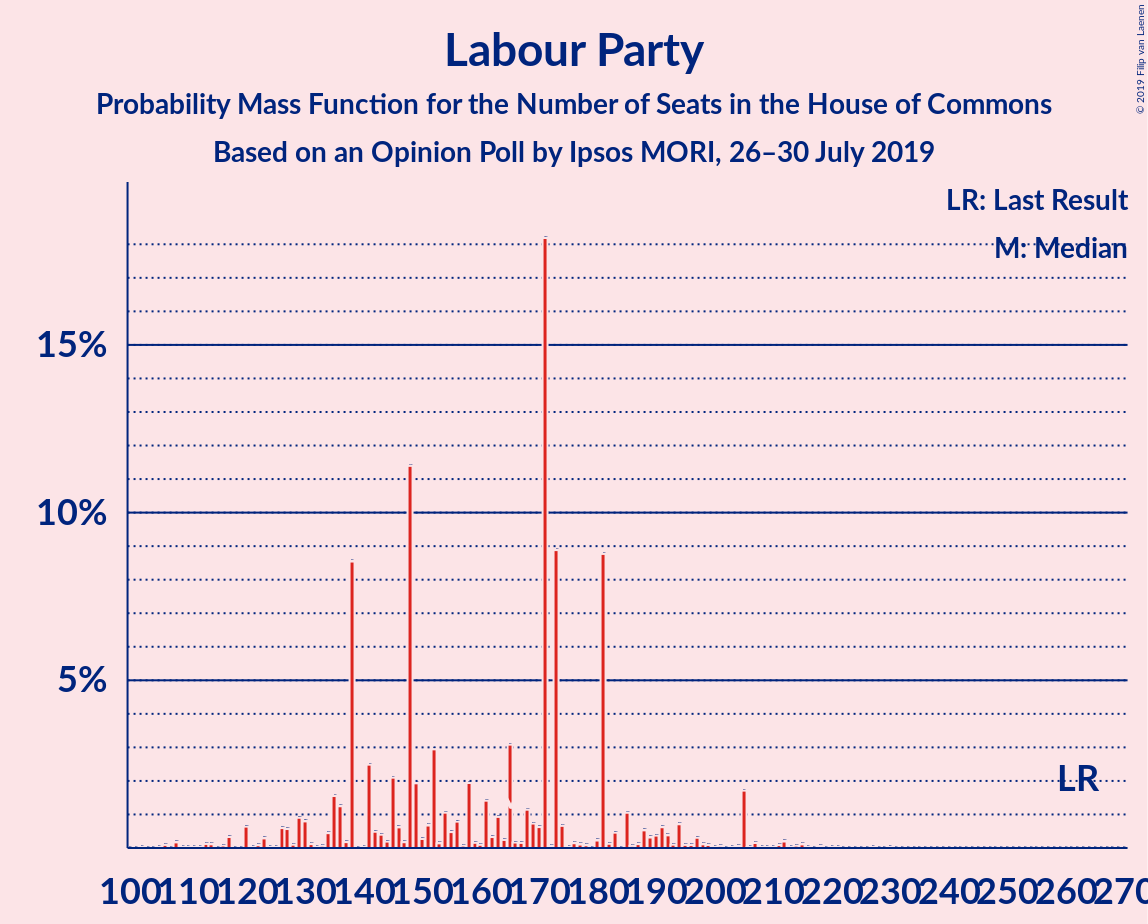 Labour Party
Probability Mass Function for the Number of Seats in the House of Commons
Based on an Opinion Poll by Ipsos MORI, 26–30 July 2019
© 2019 Filip van Laenen
LR: Last Result
M: Median
15%
10%
5%
LR
100 110 120 130 140 150 160 170 180 190 200 210 220 230 240 250 260 270